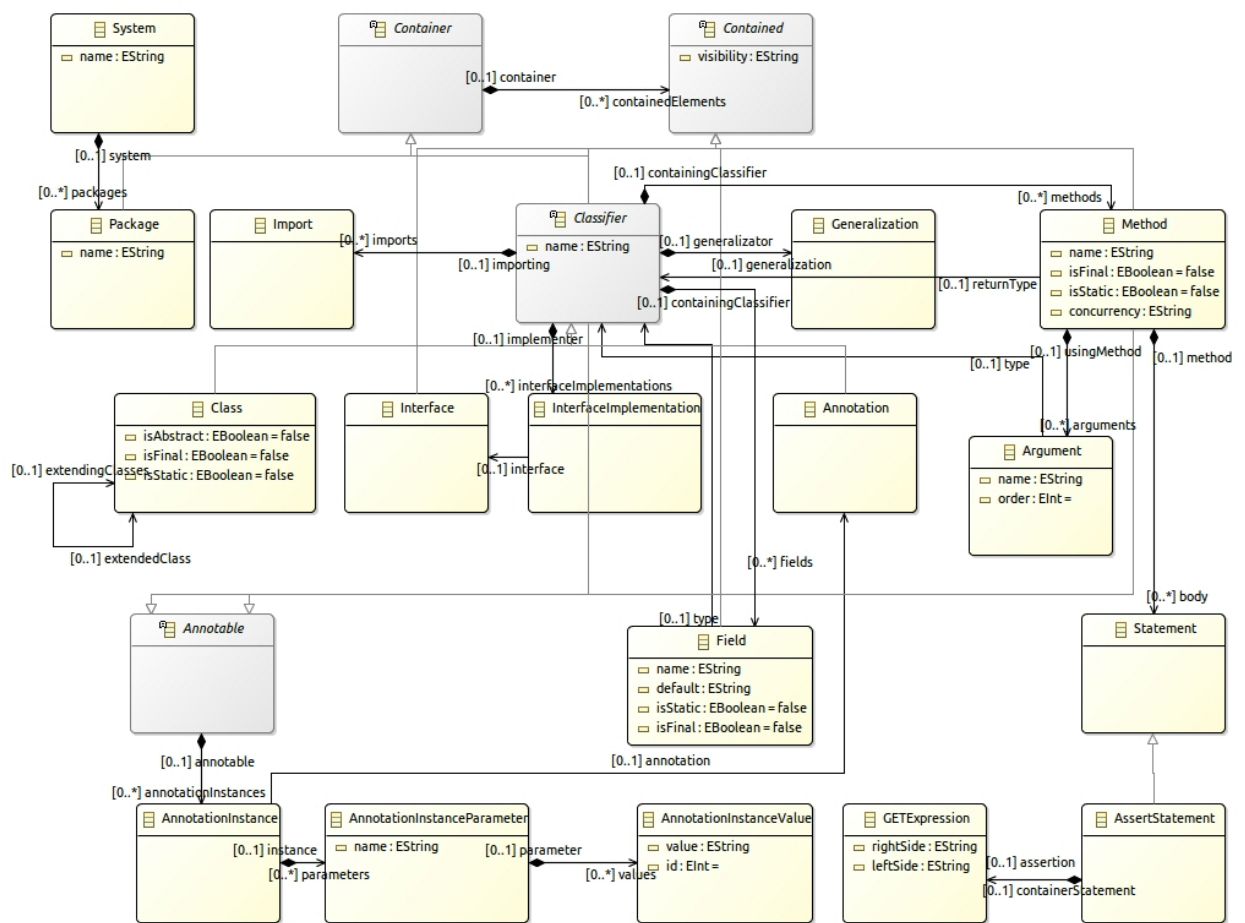 System
name : EString
Container
Contained
visibility : EString
[0..1] container
[0..*] containedElements
[0..1] system
[0..*] packages
[0..1] containingClassifier
[0..*] methods
Package
name : EString
Import
[0..*] imports
[0..1] importing
Classifier
name : EString
[0..1] generalizator
[0..1] generalization
[0..1] containingClassifier
Generalization
[0..1] returnType
Method
name : EString
isFinal : EBoolean = false
isStatic : EBoolean = false
concurrency : EString
[0..1] implementer
[0..*] interfaceImplementations
[0..1] usingMethod
[0..1] method
[0..1] type
[0..*] arguments
Class
isAbstract : EBoolean = false
isFinal : EBoolean = false
isStatic : EBoolean = false
[0..1] extendingClasses
[0..1] extendedClass
Interface
[0..1] interface
InterfaceImplementation
Annotation
Argument
name : EString
order : EInt =
[0..*] fields
[0..*] body
[0..1] type
Annotable
Field
name : EString
default : EString
isStatic : EBoolean = false
isFinal : EBoolean = false
Statement
[0..1] annotable
[0..*] annotationInstances
[0..1] annotation
AnnotationInstance
[0..1] instance
[0..*] parameters
AnnotationInstanceParameter
name : EString
[0..1] parameter
[0..*] values
AnnotationInstanceValue
value : EString
id : EInt =
GETExpression
rightSide : EString
leftSide : EString
[0..1] assertion
[0..1] containerStatement
AssertStatement